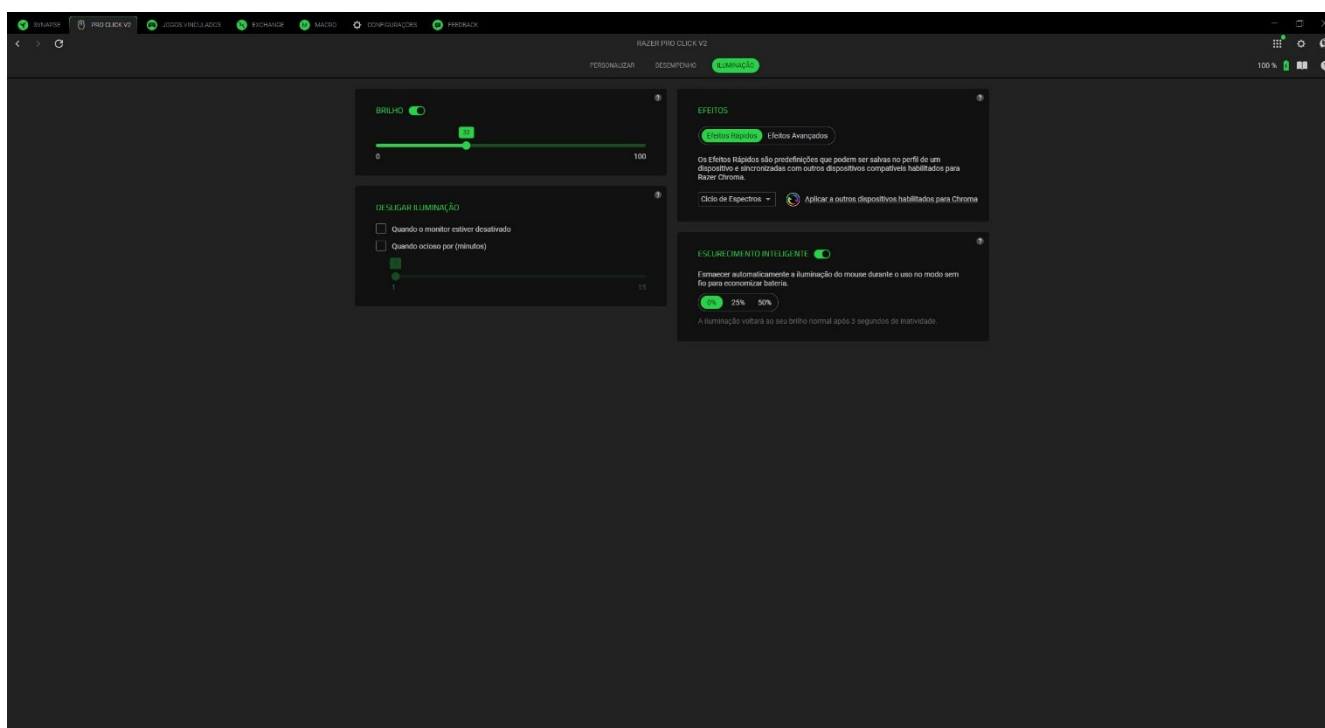 SYNAPSE PRO CLICK V2 JOGOS VINCULADOS EXCHANGE MACRO CONFIGURAÇÕES FEEDBACK
RAZER PRO CLICK V2
PERSONALIZAR DESEMPENHO ILUMINAÇÃO
100 %
BRILHO
33
0 100
DESLIGAR ILUMINAÇÃO
Quando o monitor estiver desativado
Quando ocioso por (minutos)
1 15
EFEITOS
Efeitos Rápidos Efeitos Avançados
Os Efeitos Rápidos são predefinições que podem ser salvas no perfil de um
dispositivo e sincronizadas com outros dispositivos compatíveis habilitados para
Razer Chroma.
Ciclo de Espectros Aplicar a outros dispositivos habilitados para Chroma
ESCURECIMENTO INTELIGENTE
Esmaecer automaticamente a iluminação do mouse durante o uso no modo sem
fio para economizar bateria.
0% 25% 50%
A iluminação voltará ao seu brilho normal após 3 segundos de inatividade.